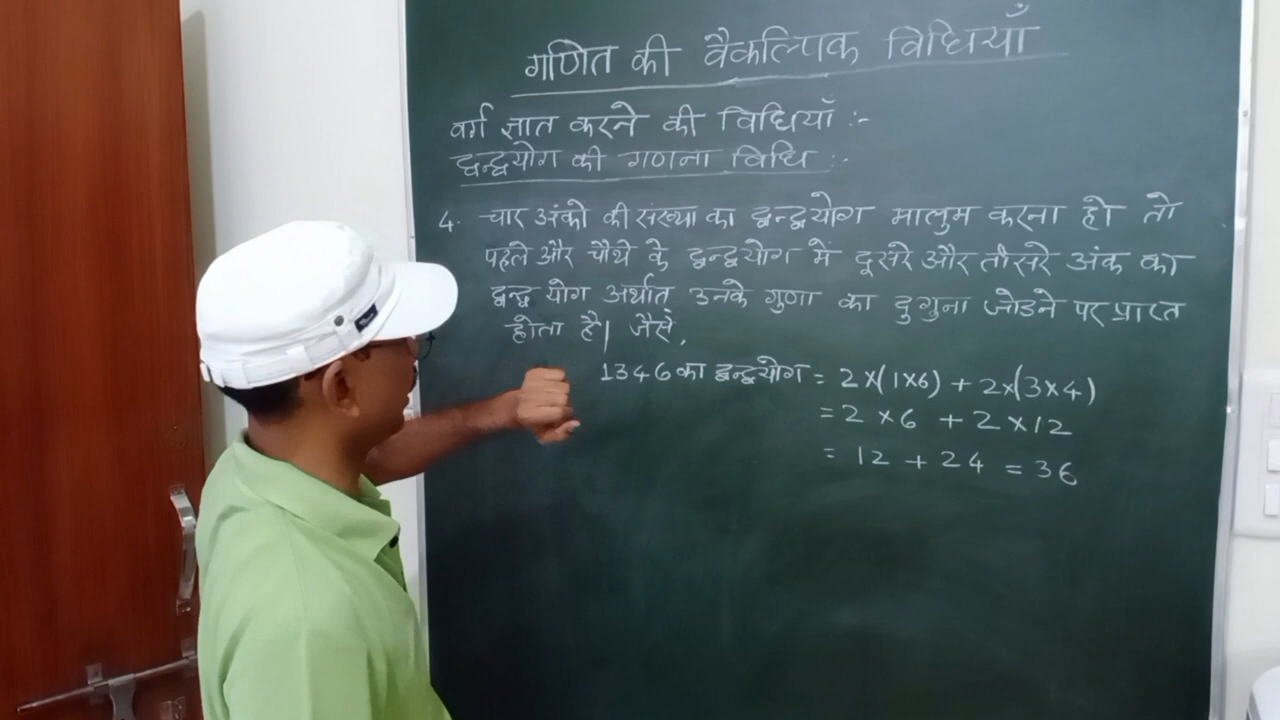 गणित की वैकल्पिक विधियाँ
वर्ग ज्ञात करने की विधियाँ :-
द्वन्द्वयोग की गणना विधि :-
4. चार अंको की संख्या का द्वन्द्वयोग मालुम करना हो तो
पहले और चौथे के द्वन्द्वयोग में दूसरे और तीसरे अंक का
द्वन्द्व योग अर्थात् उनके गुणा का दुगुना जोडने पर प्राप्त
होता है। जैसे,
1346 का द्वन्द्वयोग = 2×(1×6) + 2×(3×4)
= 2 × 6 + 2 × 12
= 12 + 24 = 36